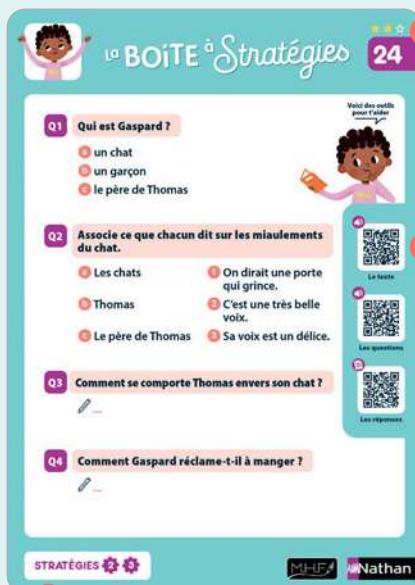 La BOiTE à Stratégies
24
Voici des outils
pour t'aider
Q1 Qui est Gaspard ?
a un chat
b un garçon
c le père de Thomas
Q2 Associe ce que chacun dit sur les miaulements
du chat.
a Les chats
1 On dirait une porte
qui grince.
b Thomas
2 C'est une très belle
voix.
c Le père de Thomas
3 Sa voix est un délice.
Le texte
Les questions
Les réponses
Q3 Comment se comporte Thomas envers son chat ?
...
Q4 Comment Gaspard réclame-t-il à manger ?
...
STRATÉGIES 2 3
MHF
Nathan